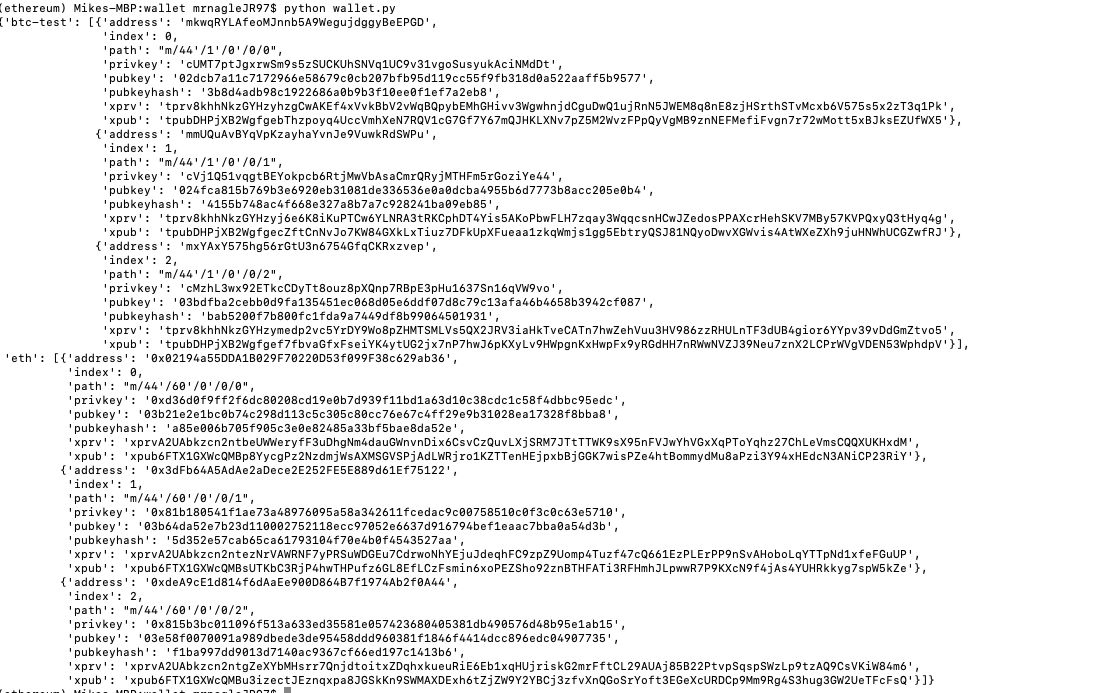 (ethereum) Mikes-MBP:wallet mrnagleJR97$ python wallet.py
{'btc-test': [{'address': 'mkwqRYLAfeoMJnnb5A9WegujdggyBeEPGD',
'index': 0,
'path': "m/44'/1'/0'/0/0",
'privkey': 'cUMT7ptJgxrwSm9s5zSUCKUhSNVq1UC9v31vgoSusyukAciNMdDt',
'pubkey': '02dcb7a11c7172966e58679c0cb207bfb95d119cc55f9fb318d0a522aaff5b9577',
'pubkeyhash': '3b8d4adb98c1922686a0b9b3f10ee0f1ef7a2eb8',
'xprv': 'tprv8khhNkzGYHzyhzgCwAKEf4xVvkBbV2vWqBQpybEMhGHivv3WgwhnjdCguDwQ1ujRnN5JWEM8q8nE8zjHSrthSTvMcxb6V575s5x2zT3q1Pk',
'xpub': 'tpubDHPjXB2WgfgebThzpoyq4UccVmhXeN7RQV1cG7Gf7Y67mQJHKLXNv7pZ5M2WvzFPpQyVgMB9znNEFMefiFvgn7r72wMott5xBJksEZUfWX5'},
{'address': 'mmUQuAvBYqVpKzayhaYvnJe9VuwkRdSWPu',
'index': 1,
'path': "m/44'/1'/0'/0/1",
'privkey': 'cVj1Q51vqgtBEYokpcb6RtjMwVbAsaCmrQRyjMTHFm5rGoziYe44',
'pubkey': '024fca815b769b3e6920eb31081de336536e0a0dcba4955b6d7773b8acc205e0b4',
'pubkeyhash': '4155b748ac4f668e327a8b7a7c928241ba09eb85',
'xprv': 'tprv8khhNkzGYHzyj6e6K8iKuPTCw6YLNRA3tRKCphDT4Yis5AKoPbwFLH7zqay3WqqcsnHCwJZedosPPAXcrHehSKV7MBy57KVPQxyQ3tHyq4g',
'xpub': 'tpubDHPjXB2WgfgecZftCnNvJo7KW84GXkLxTiuz7DFkUpXFueaa1zkqWmjs1gg5EbtryQSJ81NQyoDwvXGWvis4AtWXeZXh9juHNWhUCGZwfRJ'},
{'address': 'mxYAxY575hg56rGtU3n6754GfqCKRxzvep',
'index': 2,
'path': "m/44'/1'/0'/0/2",
'privkey': 'cMzhL3wx92ETkcCDyTt8ouz8pXQnp7RBpE3pHu1637Sn16qVW9vo',
'pubkey': '03bdfba2cebb0d9fa135451ec068d05e6ddf07d8c79c13afa46b4658b3942cf087',
'pubkeyhash': 'bab5200f7b800fc1fda9a7449df8b99064501931',
'xprv': 'tprv8khhNkzGYHzymedp2vc5YrDY9Wo8pZHMTSMLVs5QX2JRV3iaHkTveCATn7hwZehVuu3HV986zzRHULnTF3dUB4gior6YYpv39vDdGmZtvo5',
'xpub': 'tpubDHPjXB2Wgfgef7fbvaGfxFseiYK4ytUG2jx7nP7hwJ6pKXyLv9HWpgnKxHwpFx9yRGdHH7nRWwNVZJ39Neu7znX2LCPrWVgVDEN53WphdpV'}],
'eth': [{'address': '0x02194a55DDA1B029F70220D53f099F38c629ab36',
'index': 0,
'path': "m/44'/60'/0'/0/0",
'privkey': '0xd36d0f9ff2f6dc80208cd19e0b7d939f11bd1a63d10c38cdc1c58f4dbbc95edc',
'pubkey': '03b21e2e1bc0b74c298d113c5c305c80cc76e67c4ff29e9b31028ea17328f8bba8',
'pubkeyhash': 'a85e006b705f905c3e0e82485a33bf5bae8da52e',
'xprv': 'xprvA2UAbkzcn2ntbeUWWeryfF3uDhgNm4dauGWnvnDix6CsvCzQuvLXjSRM7JTtTTWK9sX95nFVJwYhVGxXqPToYqhz27ChLeVmsCQQXUKHxdM',
'xpub': 'xpub6FTX1GXWcQMBp8YycgPz2NzdmjWsAXMSGVSPjAdLWRjro1KZTTenHEjpxbBjGGK7wisPZe4htBommydMu8aPzi3Y94xHEdcN3ANiCP23RiY'},
{'address': '0x3dFb64A5AdAe2aDece2E252FE5E889d61Ef75122',
'index': 1,
'path': "m/44'/60'/0'/0/1",
'privkey': '0x81b180541f1ae73a48976095a58a342611fcedac9c00758510c0f3c0c63e5710',
'pubkey': '03b64da52e7b23d110002752118ecc97052e6637d916794bef1eaac7bba0a54d3b',
'pubkeyhash': '5d352e57cab65ca61793104f70e4b0f4543527aa',
'xprv': 'xprvA2UAbkzcn2ntezNrVAWRNF7yPRSuWDGEu7CdrwoNhYEjuJdeqhFC9zpZ9Uomp4Tuzf47cQ661EzPLErPP9nSvAHoboLqYTTpNd1xfeFGuUP',
'xpub': 'xpub6FTX1GXWcQMBsUTKbC3RjP4hwTHPufz6GL8EfLCzFsmin6xoPEZSho92znBTHFATi3RFHmhJLpwwR7P9KXcN9f4jAs4YUHRkkyg7spW5kZe'},
{'address': '0xdeA9cE1d814f6dAaEe900D864B7f1974Ab2f0A44',
'index': 2,
'path': "m/44'/60'/0'/0/2",
'privkey': '0x815b3bc011096f513a633ed35581e057423680405381db490576d48b95e1ab15',
'pubkey': '03e58f0070091a989dbede3de95458ddd960381f1846f4414dcc896edc04907735',
'pubkeyhash': 'f1ba997dd9013d7140ac9367cf66ed197c1413b6',
'xprv': 'xprvA2UAbkzcn2ntgZeXYbMHsrr7QnjdtoitxZDqhxkueuRiE6Eb1xqHUjriskG2mrFftCL29AUAj85B22PtvpSqspSWzLp9tzAQ9CsVKiW84m6',
'xpub': 'xpub6FTX1GXWcQMBu3izectJEznqxpa8JGSkKn9SWMAXDExh6tZjZW9Y2YBCj3zfvXnQGoSrYoft3EGeXcURDCp9Mm9Rg4S3hug3GW2UeTFcFsQ'}]}
(ethereum) Mikes-MBP:wallet mrnagleJR97$